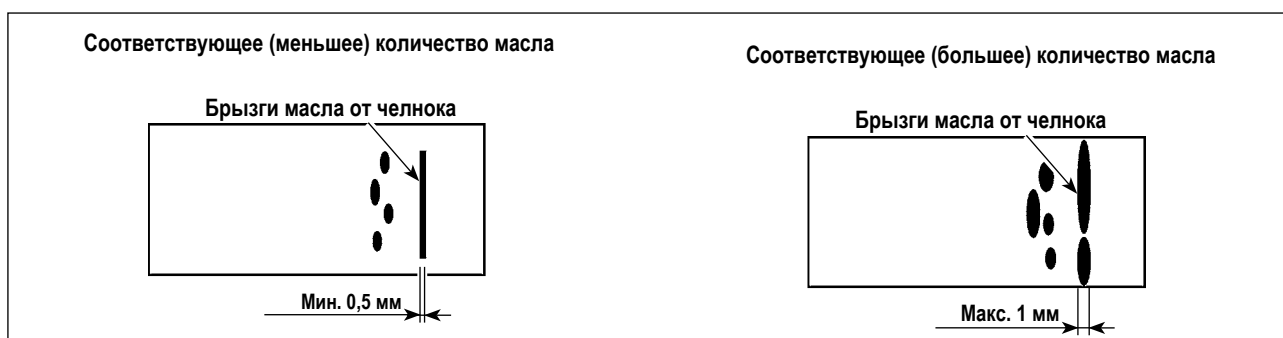 Соответствующее (меньшее) количество масла
Брызги масла от челнока
Мин. 0,5 мм
Соответствующее (большее) количество масла
Брызги масла от челнока
Макс. 1 мм